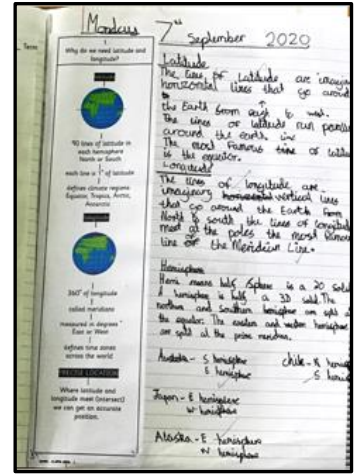 Monday 7th September 2020
Why do we need latitude and
longitude?
90 lines of latitude in
each hemisphere
North or South
each line is 1° of latitude
defines climate regions
Equator, Tropics, Arctic,
Antarctic
360° of longitude
called meridians
measured in degrees °
East or West
defines time zones
across the world
PRECISE LOCATION
Where latitude and
longitude meet (intersect)
we can get an accurate
position.
Latitude
The lines of Latitude are imaginary
horizontal lines that go around
the Earth from east to west.
The lines of latitude run parallel
around the earth
The most famous line of latitude
is the equator.
Longitude
The lines of longitude are
imaginary vertical lines
that go around the Earth from
North to south the lines of longitude
meet at the poles the most famous
line is the Meridian Line.
Hemisphere
Hemi means half Sphere is a 3D solid
A hemisphere is half a 3D solid. The
northern and southern hemisphere are split at
the equator. The eastern and western hemisphere
are split at the prime meridian.
Australia - S hemisphere
E hemisphere
Chile - W hemis
S hemis
Japan - E hemisphere
N hemisphere
Alaska - E hemisphere
W hemisphere